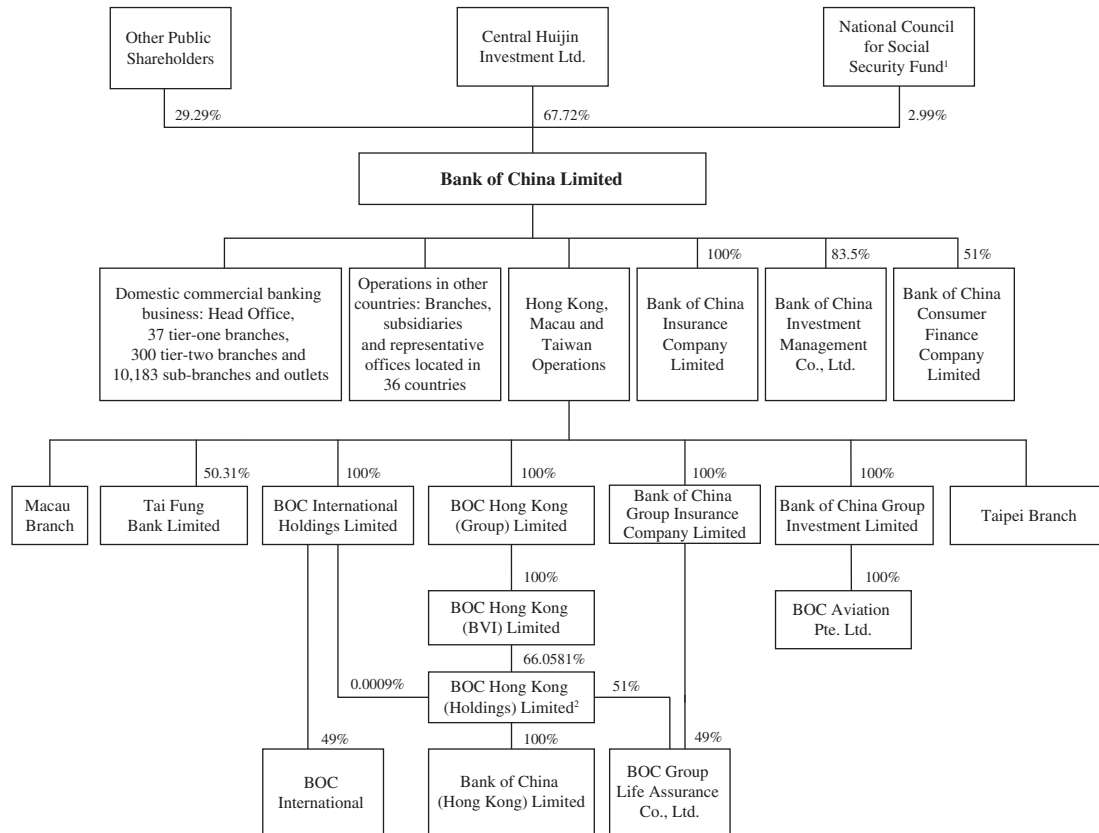 Other Public
Shareholders
Central Huijin
Investment Ltd.
National Council
for Social
Security Fund¹
29.29%
67.72%
2.99%
Bank of China Limited
100%
83.5%
51%
Domestic commercial banking
business: Head Office,
37 tier-one branches,
300 tier-two branches and
10,183 sub-branches and outlets
Operations in other
countries: Branches,
subsidiaries
and representative
offices located in
36 countries
Hong Kong,
Macau and
Taiwan
Operations
Bank of China
Insurance
Company
Limited
Bank of China
Investment
Management
Co., Ltd.
Bank of China
Consumer
Finance
Company
Limited
50.31%
100%
100%
100%
100%
Macau
Branch
Tai Fung
Bank Limited
BOC International
Holdings Limited
BOC Hong Kong
(Group) Limited
Bank of China
Group Insurance
Company Limited
Bank of China Group
Investment Limited
Taipei Branch
100%
100%
BOC Hong Kong
(BVI) Limited
BOC Aviation
Pte. Ltd.
66.0581%
0.0009%
BOC Hong Kong
(Holdings) Limited²
51%
49%
100%
49%
BOC
International
Bank of China
(Hong Kong) Limited
BOC Group
Life Assurance
Co., Ltd.